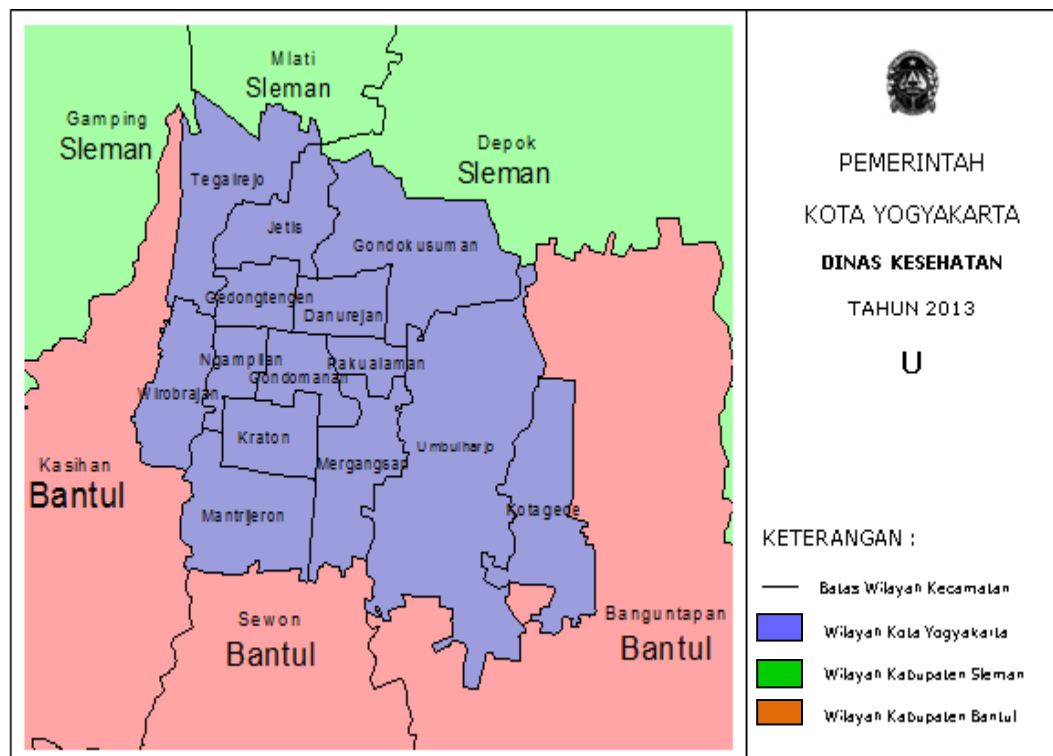 Mlati
Sleman
Gamping
Sleman
Depok
Sleman
Tegalrejo
Jetis
Gondokusuman
Gedongtengen
Danurejan
Ngampilan
Pakualaman
Gondomanan
Wirobrajan
Kraton
Umbulharjo
Mergangsan
Kasihan
Bantul
Mantrijeron
Kotagede
Sewon
Bantul
Banguntapan
Bantul
PEMERINTAH
KOTA YOGYAKARTA
DINAS KESEHATAN
TAHUN 2013
U
KETERANGAN :
Batas Wilayah Kecamatan
Wilayah Kota Yogyakarta
Wilayah Kabupaten Sleman
Wilayah Kabupaten Bantul